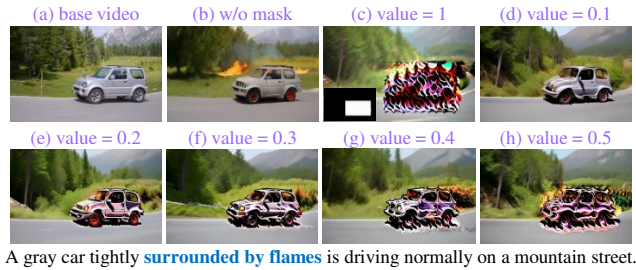 (a) base video (b) w/o mask (c) value = 1 (d) value = 0.1
(e) value = 0.2 (f) value = 0.3 (g) value = 0.4 (h) value = 0.5
A gray car tightly surrounded by flames is driving normally on a mountain street.